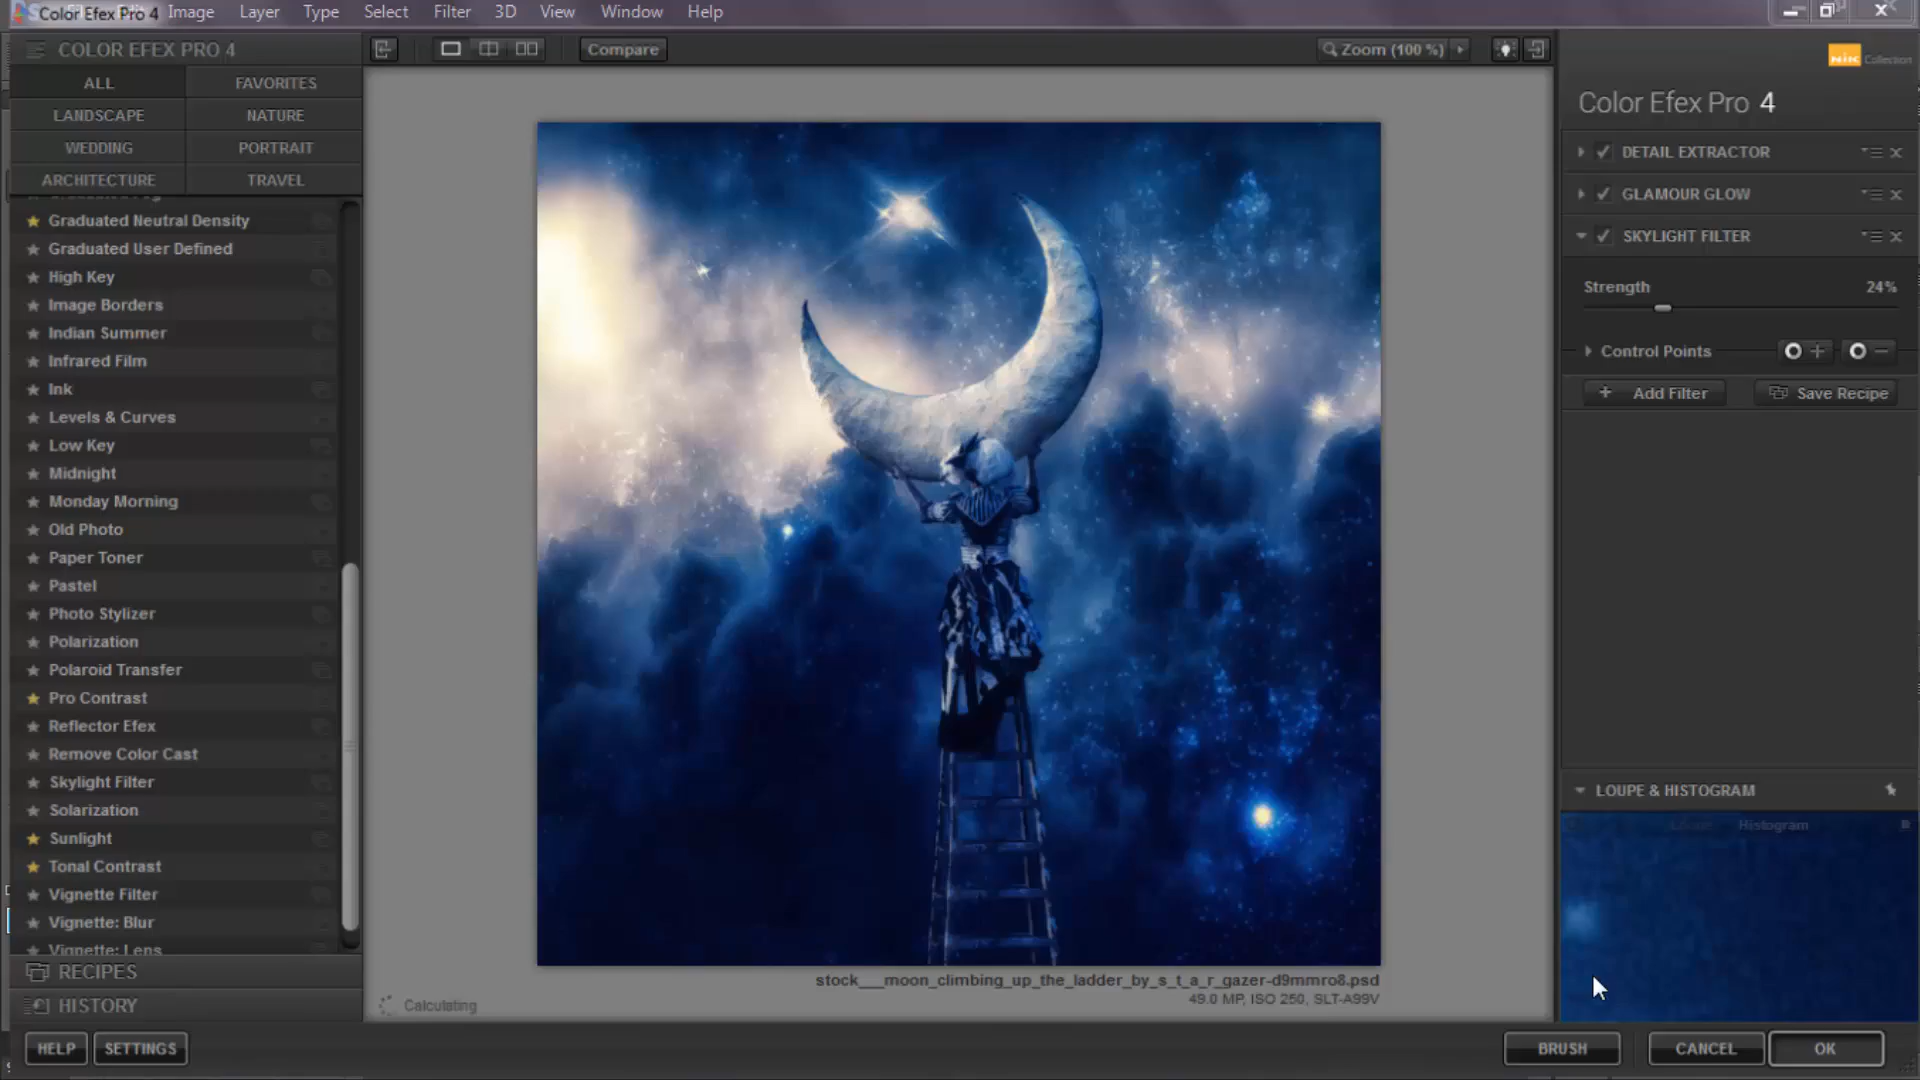 Color Efex Pro 4
Image
Layer
Type
Select
Filter
3D
View
Window
Help
COLOR EFEX PRO 4
ALL
FAVORITES
LANDSCAPE
NATURE
WEDDING
PORTRAIT
ARCHITECTURE
TRAVEL
Graduated Neutral Density
Graduated User Defined
High Key
Image Borders
Indian Summer
Infrared Film
Ink
Levels & Curves
Low Key
Midnight
Monday Morning
Old Photo
Paper Toner
Pastel
Photo Stylizer
Polarization
Polaroid Transfer
Pro Contrast
Reflector Efex
Remove Color Cast
Skylight Filter
Solarization
Sunlight
Tonal Contrast
Vignette Filter
Vignette: Blur
Vignette: Lens
RECIPES
HISTORY
HELP
SETTINGS
Compare
Zoom (100 %)
stock___moon_climbing_up_the_ladder_by_s_t_a_r_gazer-d9mmro8.psd
49.0 MP, ISO 250, SLT-A99V
Calculating
Nik Collection
Color Efex Pro 4
DETAIL EXTRACTOR
GLAMOUR GLOW
SKYLIGHT FILTER
Strength 24%
Control Points
Add Filter
Save Recipe
LOUPE & HISTOGRAM
Loupe
Histogram
BRUSH
CANCEL
OK